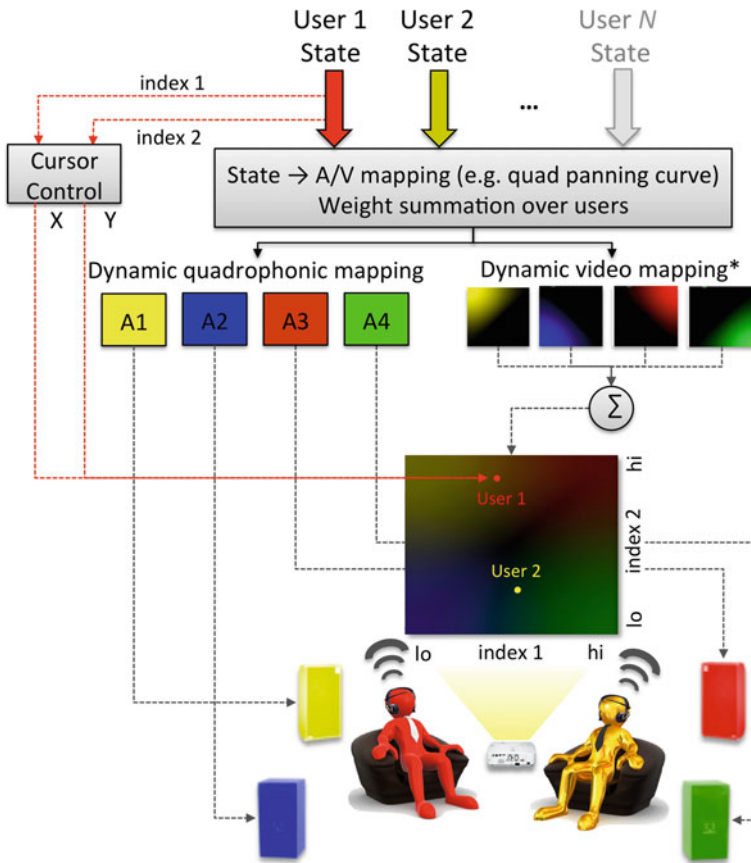 User 1 State
User 2 State
User N State
...
index 1
index 2
Cursor Control
X Y
State → A/V mapping (e.g. quad panning curve)
Weight summation over users
Dynamic quadrophonic mapping
Dynamic video mapping*
A1 A2 A3 A4
Σ
hi
User 1
index 2
User 2
lo
lo index 1 hi